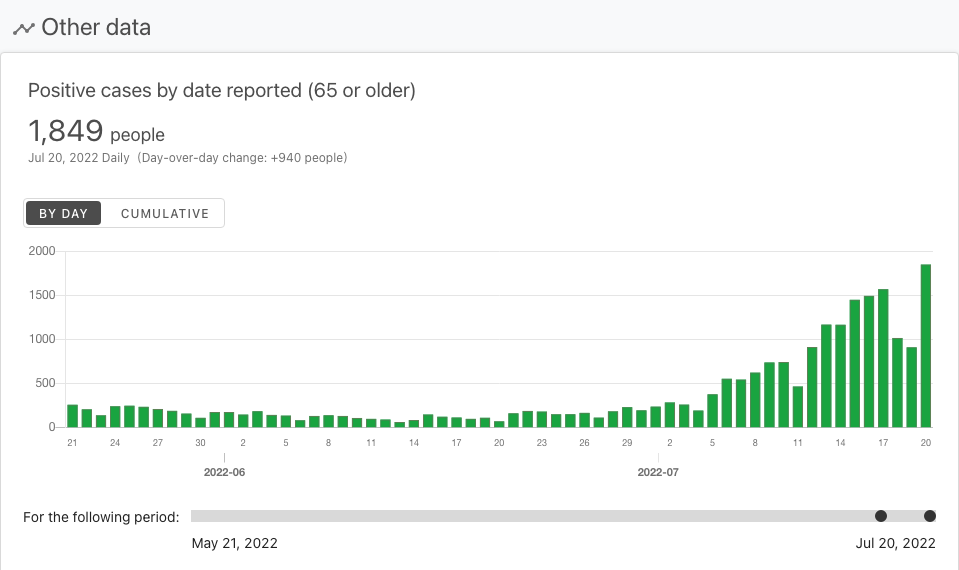 Other data
Positive cases by date reported (65 or older)
1,849 people
Jul 20, 2022 Daily (Day-over-day change: +940 people)
BY DAY CUMULATIVE
2000
1500
1000
500
0
21 24 27 30 2 5 8 11 14 17 20 23 26 29 2 5 8 11 14 17 20
2022-06 2022-07
For the following period:
May 21, 2022 Jul 20, 2022